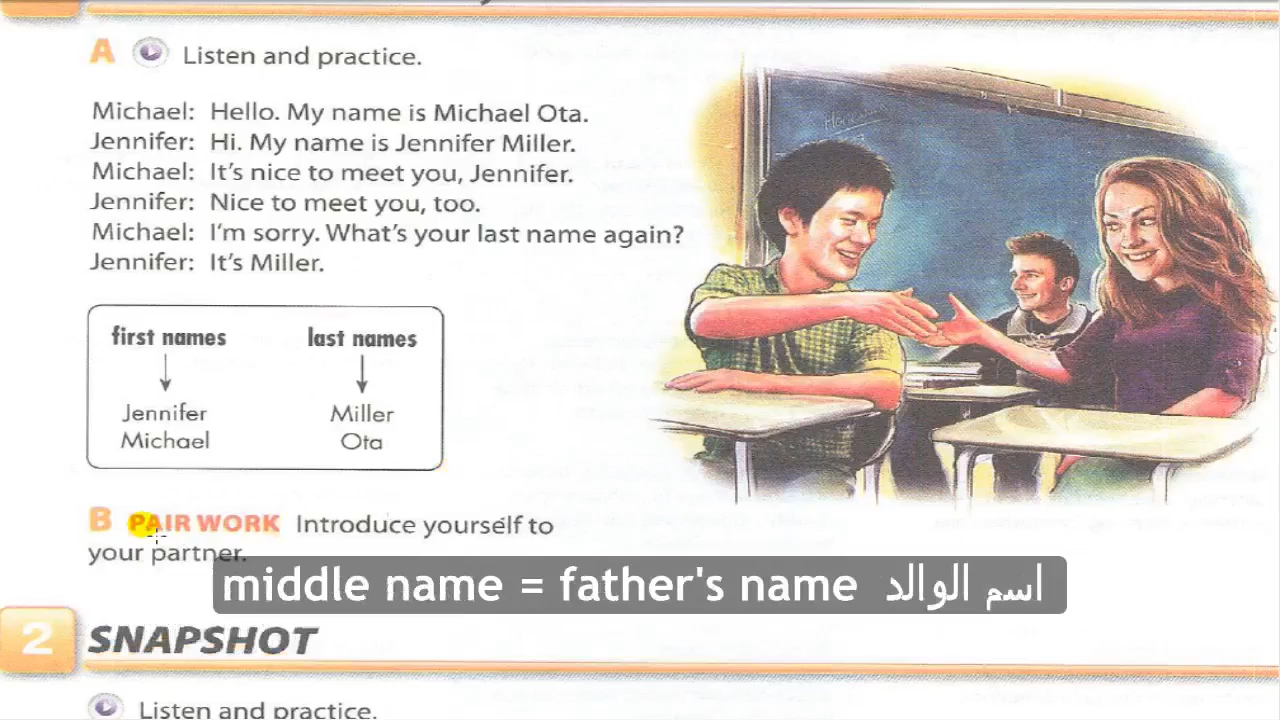 A Listen and practice.
Michael: Hello. My name is Michael Ota.
Jennifer: Hi. My name is Jennifer Miller.
Michael: It's nice to meet you, Jennifer.
Jennifer: Nice to meet you, too.
Michael: I'm sorry. What's your last name again?
Jennifer: It's Miller.
first names last names
Jennifer Miller
Michael Ota
B PAIR WORK Introduce yourself to
your partner.
middle name = father's name اسم الوالد
2 SNAPSHOT
Listen and practice.